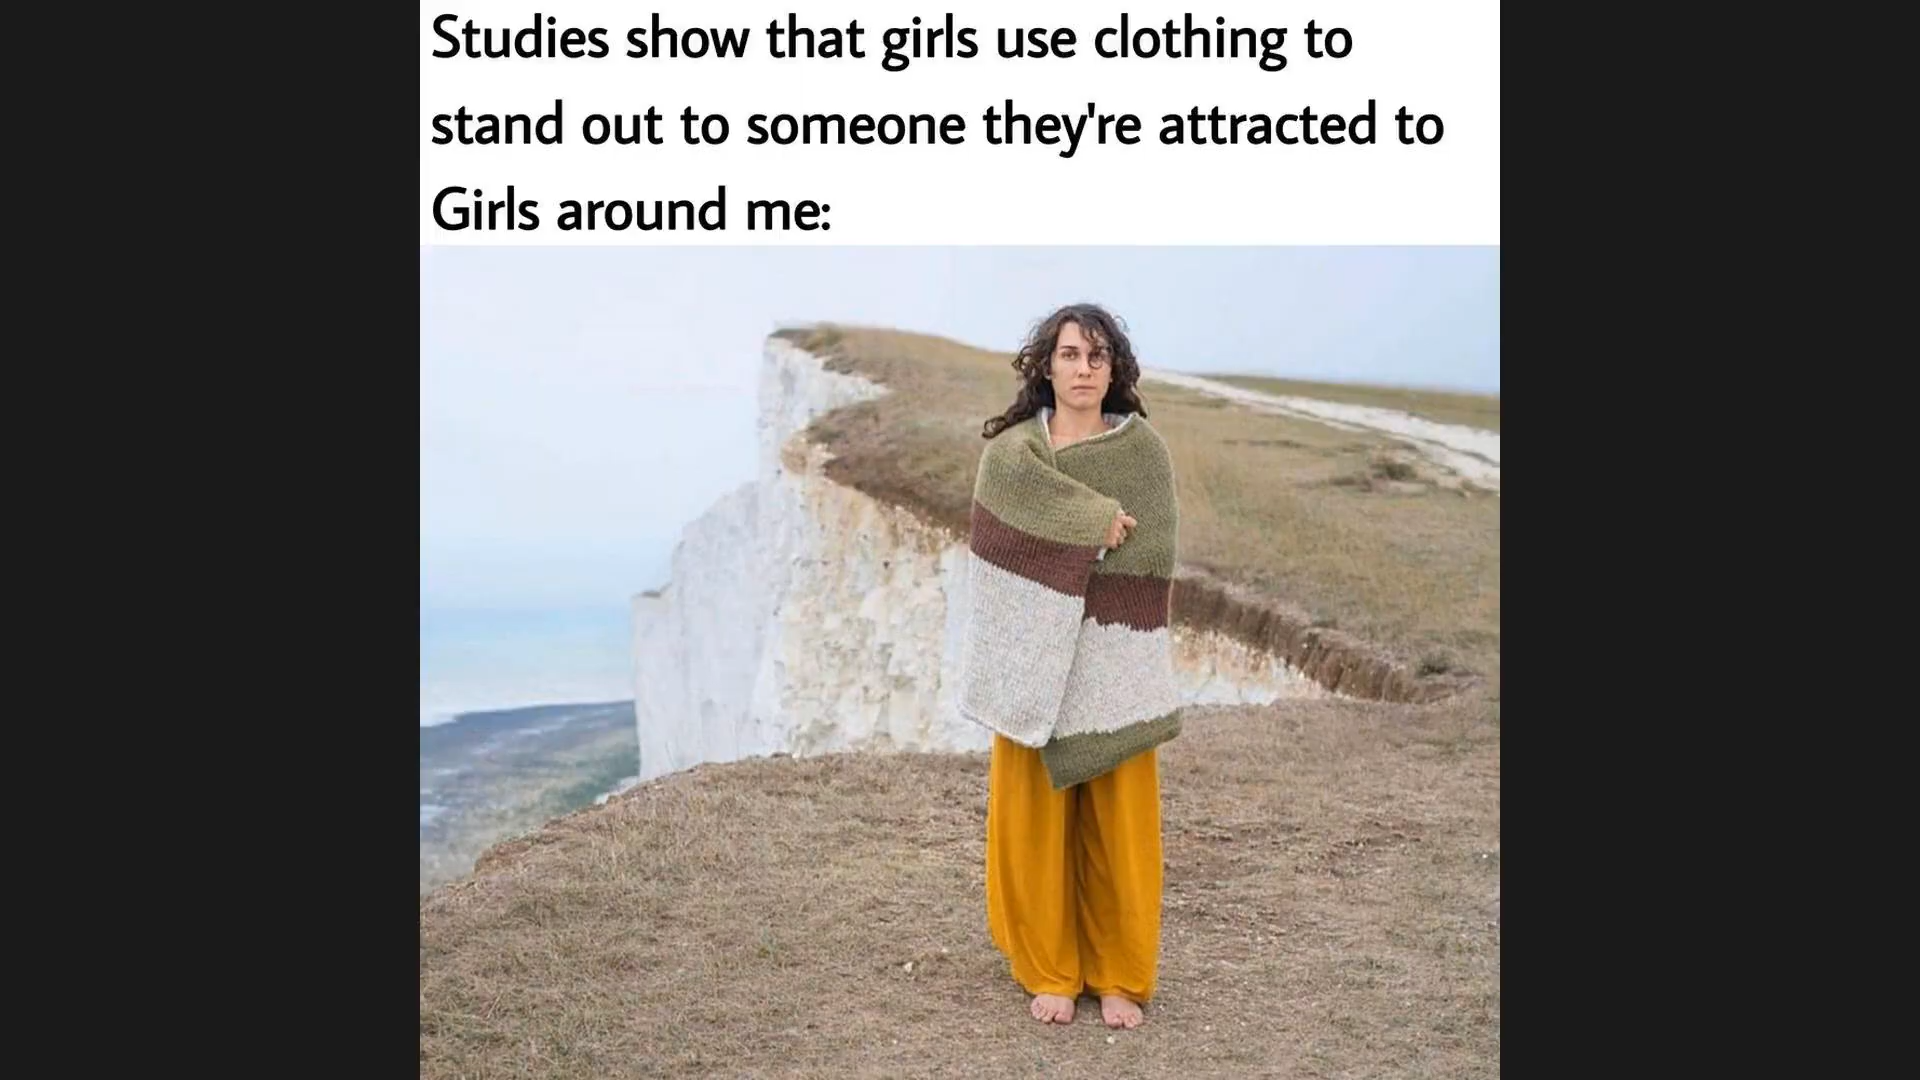 Studies show that girls use clothing to
stand out to someone they're attracted to
Girls around me: